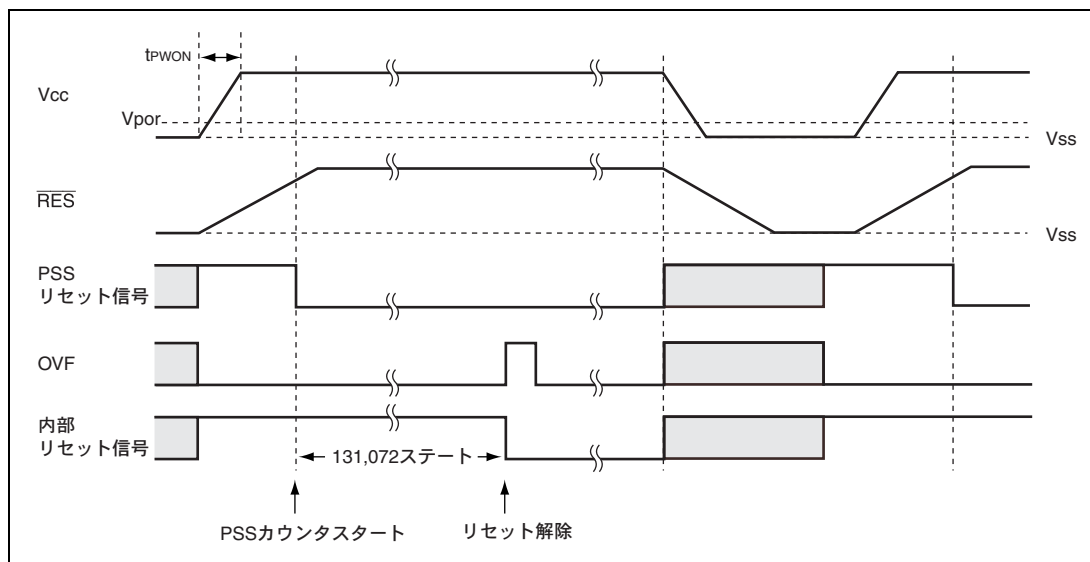 tPWON
Vcc
Vpor
Vss
RES
Vss
PSS
リセット信号
OVF
内部
リセット信号
131,072ステート
PSSカウンタスタート
リセット解除